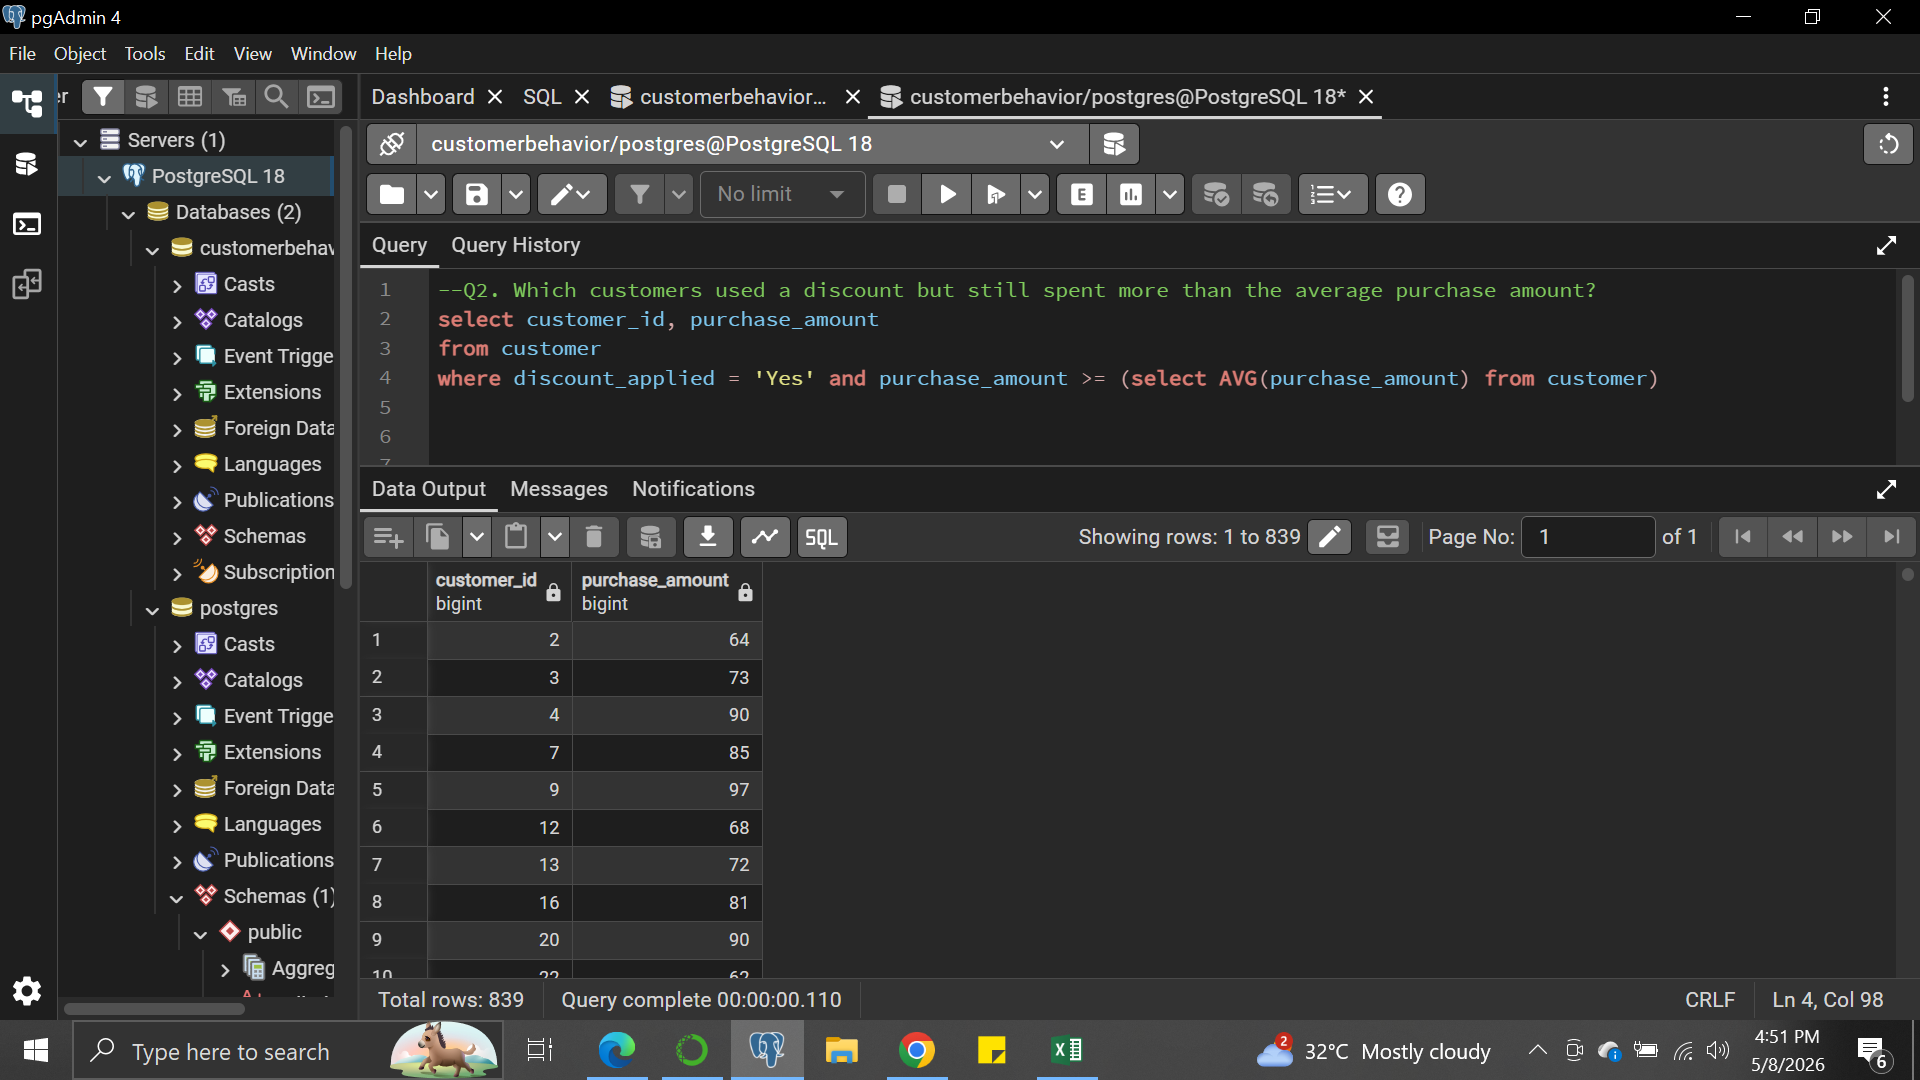 pgAdmin 4
File Object Tools Edit View Window Help
Dashboard SQL customerbehavior... customerbehavior/postgres@PostgreSQL 18*
Servers (1)
customerbehavior/postgres@PostgreSQL 18
PostgreSQL 18
No limit
Databases (2)
Query Query History
customerbehav
Casts
Catalogs
Event Trigge
Extensions
Foreign Data
Languages
Publications
Schemas
Subscription
postgres
Casts
Catalogs
Event Trigge
Extensions
Foreign Data
Languages
Publications
Schemas (1)
public
Aggreg
1 --Q2. Which customers used a discount but still spent more than the average purchase amount?
2 select customer_id, purchase_amount
3 from customer
4 where discount_applied = 'Yes' and purchase_amount >= (select AVG(purchase_amount) from customer)
5
6
7
Data Output Messages Notifications
SQL Showing rows: 1 to 839 Page No: 1 of 1
customer_id purchase_amount
bigint bigint
1 2 64
2 3 73
3 4 90
4 7 85
5 9 97
6 12 68
7 13 72
8 16 81
9 20 90
10 22 62
Total rows: 839 Query complete 00:00:00.110 CRLF Ln 4, Col 98
Type here to search 2 32°C Mostly cloudy 4:51 PM
5/8/2026 6